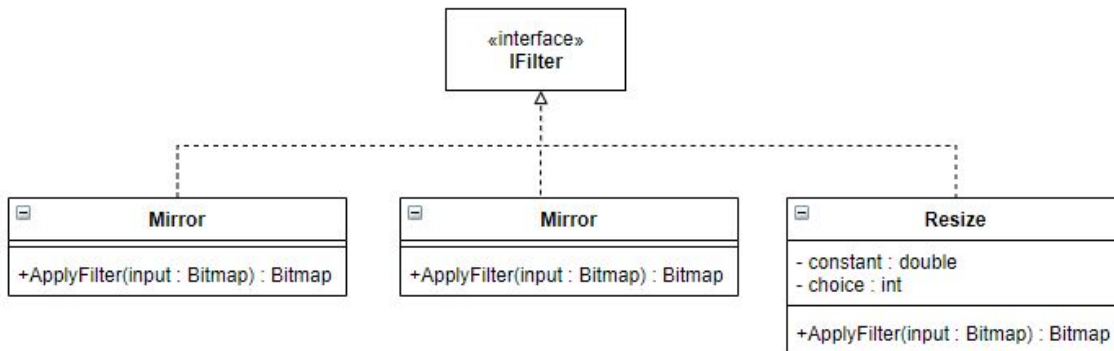 «interface»
IFilter
Mirror
+ApplyFilter(input : Bitmap) : Bitmap
Mirror
+ApplyFilter(input : Bitmap) : Bitmap
Resize
- constant : double
- choice : int
+ApplyFilter(input : Bitmap) : Bitmap